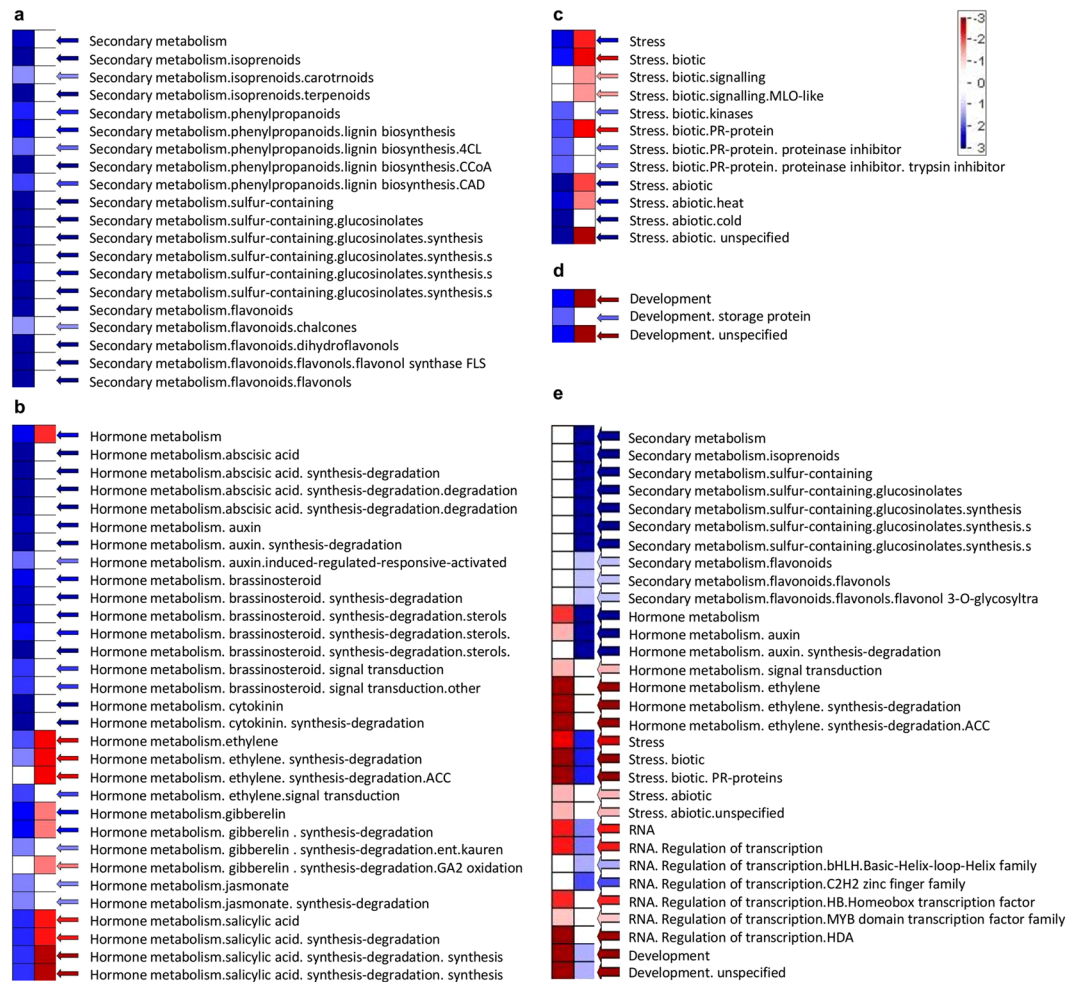 a
Secondary metabolism
Secondary metabolism.isoprenoids
Secondary metabolism.isoprenoids.carotrnoids
Secondary metabolism.isoprenoids.terpenoids
Secondary metabolism.phenylpropanoids
Secondary metabolism.phenylpropanoids.lignin biosynthesis
Secondary metabolism.phenylpropanoids.lignin biosynthesis.4CL
Secondary metabolism.phenylpropanoids.lignin biosynthesis.CCoA
Secondary metabolism.phenylpropanoids.lignin biosynthesis.CAD
Secondary metabolism.sulfur-containing
Secondary metabolism.sulfur-containing.glucosinolates
Secondary metabolism.sulfur-containing.glucosinolates.synthesis
Secondary metabolism.sulfur-containing.glucosinolates.synthesis.s
Secondary metabolism.sulfur-containing.glucosinolates.synthesis.s
Secondary metabolism.sulfur-containing.glucosinolates.synthesis.s
Secondary metabolism.flavonoids
Secondary metabolism.flavonoids.chalcones
Secondary metabolism.flavonoids.dihydroflavonols
Secondary metabolism.flavonoids.flavonols.flavonol synthase FLS
Secondary metabolism.flavonoids.flavonols
b
Hormone metabolism
Hormone metabolism.abscisic acid
Hormone metabolism.abscisic acid. synthesis-degradation
Hormone metabolism.abscisic acid. synthesis-degradation.degradation
Hormone metabolism.abscisic acid. synthesis-degradation.degradation
Hormone metabolism. auxin
Hormone metabolism. auxin. synthesis-degradation
Hormone metabolism. auxin.induced-regulated-responsive-activated
Hormone metabolism. brassinosteroid
Hormone metabolism. brassinosteroid. synthesis-degradation
Hormone metabolism. brassinosteroid. synthesis-degradation.sterols
Hormone metabolism. brassinosteroid. synthesis-degradation.sterols.
Hormone metabolism. brassinosteroid. synthesis-degradation.sterols.
Hormone metabolism. brassinosteroid. signal transduction
Hormone metabolism. brassinosteroid. signal transduction.other
Hormone metabolism. cytokinin
Hormone metabolism. cytokinin. synthesis-degradation
Hormone metabolism.ethylene
Hormone metabolism. ethylene. synthesis-degradation
Hormone metabolism. ethylene. synthesis-degradation.ACC
Hormone metabolism. ethylene.signal transduction
Hormone metabolism.gibberelin
Hormone metabolism. gibberelin . synthesis-degradation
Hormone metabolism. gibberelin . synthesis-degradation.ent.kauren
Hormone metabolism. gibberelin . synthesis-degradation.GA2 oxidation
Hormone metabolism.jasmonate
Hormone metabolism.jasmonate. synthesis-degradation
Hormone metabolism.salicylic acid
Hormone metabolism.salicylic acid. synthesis-degradation
Hormone metabolism.salicylic acid. synthesis-degradation. synthesis
Hormone metabolism.salicylic acid. synthesis-degradation. synthesis
c
Stress
Stress. biotic
Stress. biotic.signalling
Stress. biotic.signalling.MLO-like
Stress. biotic.kinases
Stress. biotic.PR-protein
Stress. biotic.PR-protein. proteinase inhibitor
Stress. biotic.PR-protein. proteinase inhibitor. trypsin inhibitor
Stress. abiotic
Stress. abiotic.heat
Stress. abiotic.cold
Stress. abiotic. unspecified
-3
-2
-1
0
1
2
3
d
Development
Development. storage protein
Development. unspecified
e
Secondary metabolism
Secondary metabolism.isoprenoids
Secondary metabolism.sulfur-containing
Secondary metabolism.sulfur-containing.glucosinolates
Secondary metabolism.sulfur-containing.glucosinolates.synthesis
Secondary metabolism.sulfur-containing.glucosinolates.synthesis.s
Secondary metabolism.sulfur-containing.glucosinolates.synthesis.s
Secondary metabolism.flavonoids
Secondary metabolism.flavonoids.flavonols
Secondary metabolism.flavonoids.flavonols.flavonol 3-O-glycosyltra
Hormone metabolism
Hormone metabolism. auxin
Hormone metabolism. auxin. synthesis-degradation
Hormone metabolism. signal transduction
Hormone metabolism. ethylene
Hormone metabolism. ethylene. synthesis-degradation
Hormone metabolism. ethylene. synthesis-degradation.ACC
Stress
Stress. biotic
Stress. biotic. PR-proteins
Stress. abiotic
Stress. abiotic.unspecified
RNA
RNA. Regulation of transcription
RNA. Regulation of transcription.bHLH.Basic-Helix-loop-Helix family
RNA. Regulation of transcription.C2H2 zinc finger family
RNA. Regulation of transcription.HB.Homeobox transcription factor
RNA. Regulation of transcription.MYB domain transcription factor family
RNA. Regulation of transcription.HDA
Development
Development. unspecified